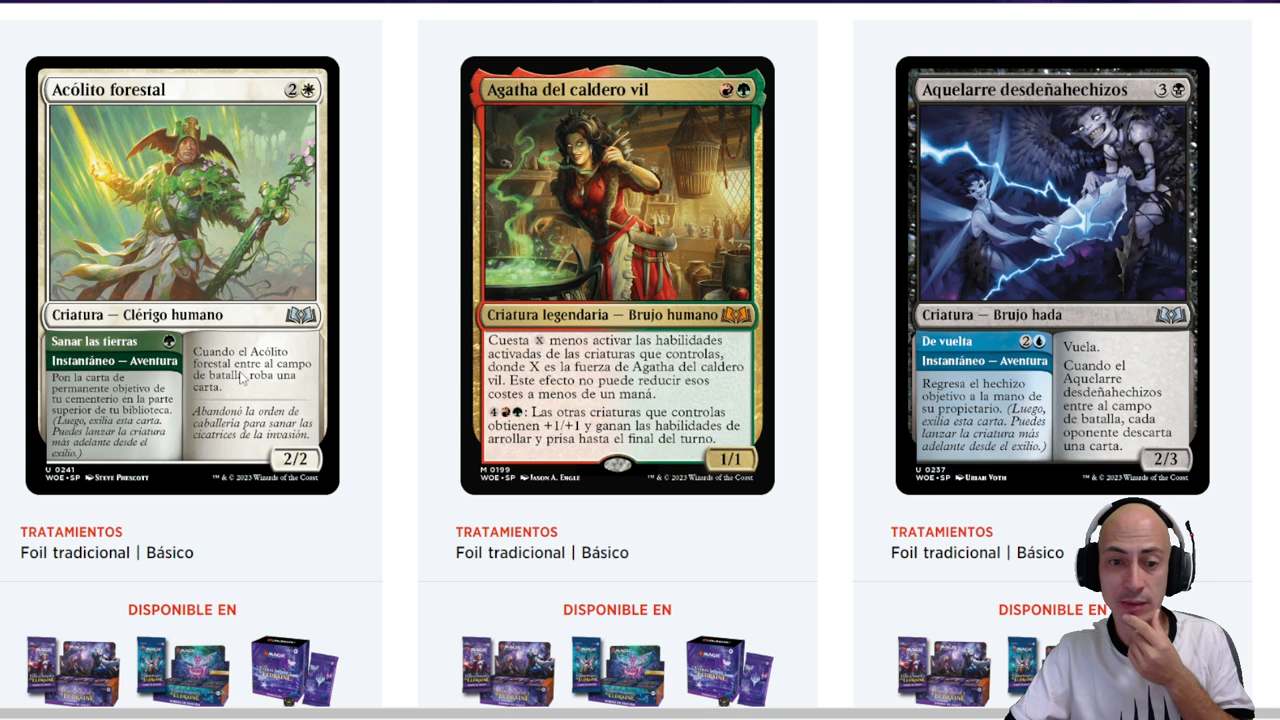 Acólito forestal 2
Criatura — Clérigo humano
Sanar las tierras
Instantáneo — Aventura
Pon la carta de
permanente objetivo de
tu cementerio en la parte
superior de tu biblioteca.
(Luego, exilia esta carta.
Puedes lanzar la criatura
más adelante desde el
exilio.)
Cuando el Acólito
forestal entre al campo
de batalla, roba una
carta.
Abandonó la orden de
caballería para sanar las
cicatrices de la invasión.
2/2
U 0241
WOE • SP STEVE PRESCOTT ™ & © 2023 Wizards of the Coast
Agatha del caldero vil
Criatura legendaria — Brujo humano
Cuesta X menos activar las habilidades
activadas de las criaturas que controlas,
donde X es la fuerza de Agatha del caldero
vil. Este efecto no puede reducir esos
costes a menos de un maná.
4: Las otras criaturas que controlas
obtienen +1/+1 y ganan las habilidades de
arrollar y prisa hasta el final del turno.
1/1
M 0199
WOE • SP JASON A. ENGLE ™ & © 2023 Wizards of the Coast
Aquelarre desdeñahechizos 3
Criatura — Brujo hada
De vuelta 2
Instantáneo — Aventura
Regresa el hechizo
objetivo a la mano de
su propietario. (Luego,
exilia esta carta. Puedes
lanzar la criatura más
adelante desde el exilio.)
Vuela.
Cuando el
Aquelarre
desdeñahechizos
entre al campo
de batalla, cada
oponente descarta
una carta.
2/3
U 0237
WOE • SP URIAH VOTH ™ & © 2023 Wizards of the Coast
TRATAMIENTOS
Foil tradicional | Básico
DISPONIBLE EN
TRATAMIENTOS
Foil tradicional | Básico
DISPONIBLE EN
TRATAMIENTOS
Foil tradicional | Básico
DISPONIBLE EN